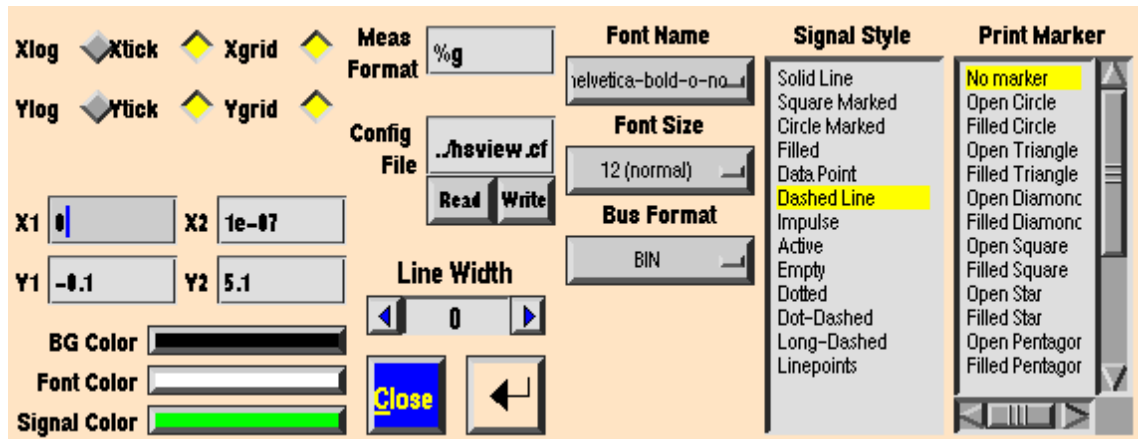 Xlog Xtick Xgrid
Ylog Ytick Ygrid
X1 0 X2 1e-07
Y1 -0.1 Y2 5.1
BG Color
Font Color
Signal Color
Meas
Format %g
Config
File ../hsview.cf
Read Write
Line Width
0
Close
Font Name
helvetica-bold-o-no
Font Size
12 (normal)
Bus Format
BIN
Signal Style
Solid Line
Square Marked
Circle Marked
Filled
Data Point
Dashed Line
Impulse
Active
Empty
Dotted
Dot-Dashed
Long-Dashed
Linepoints
Print Marker
No marker
Open Circle
Filled Circle
Open Triangle
Filled Triangle
Open Diamonc
Filled Diamonc
Open Square
Filled Square
Open Star
Filled Star
Open Pentagor
Filled Pentagor